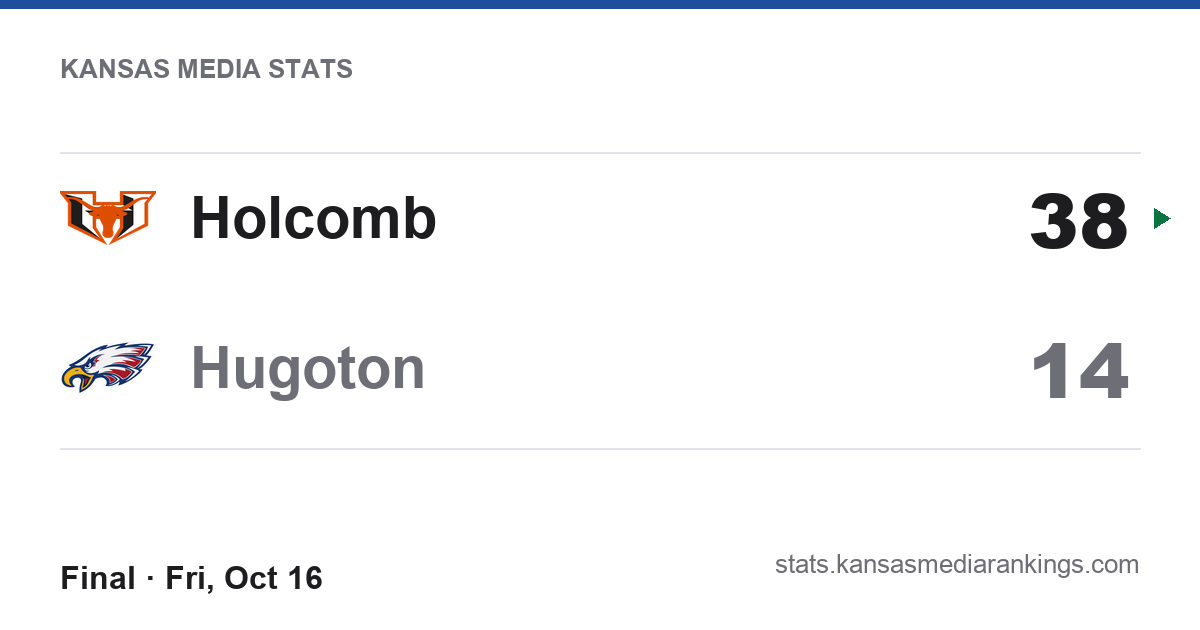 KANSAS MEDIA STATS
Holcomb 38
Hugoton 14
Final · Fri, Oct 16
stats.kansasmediarankings.com